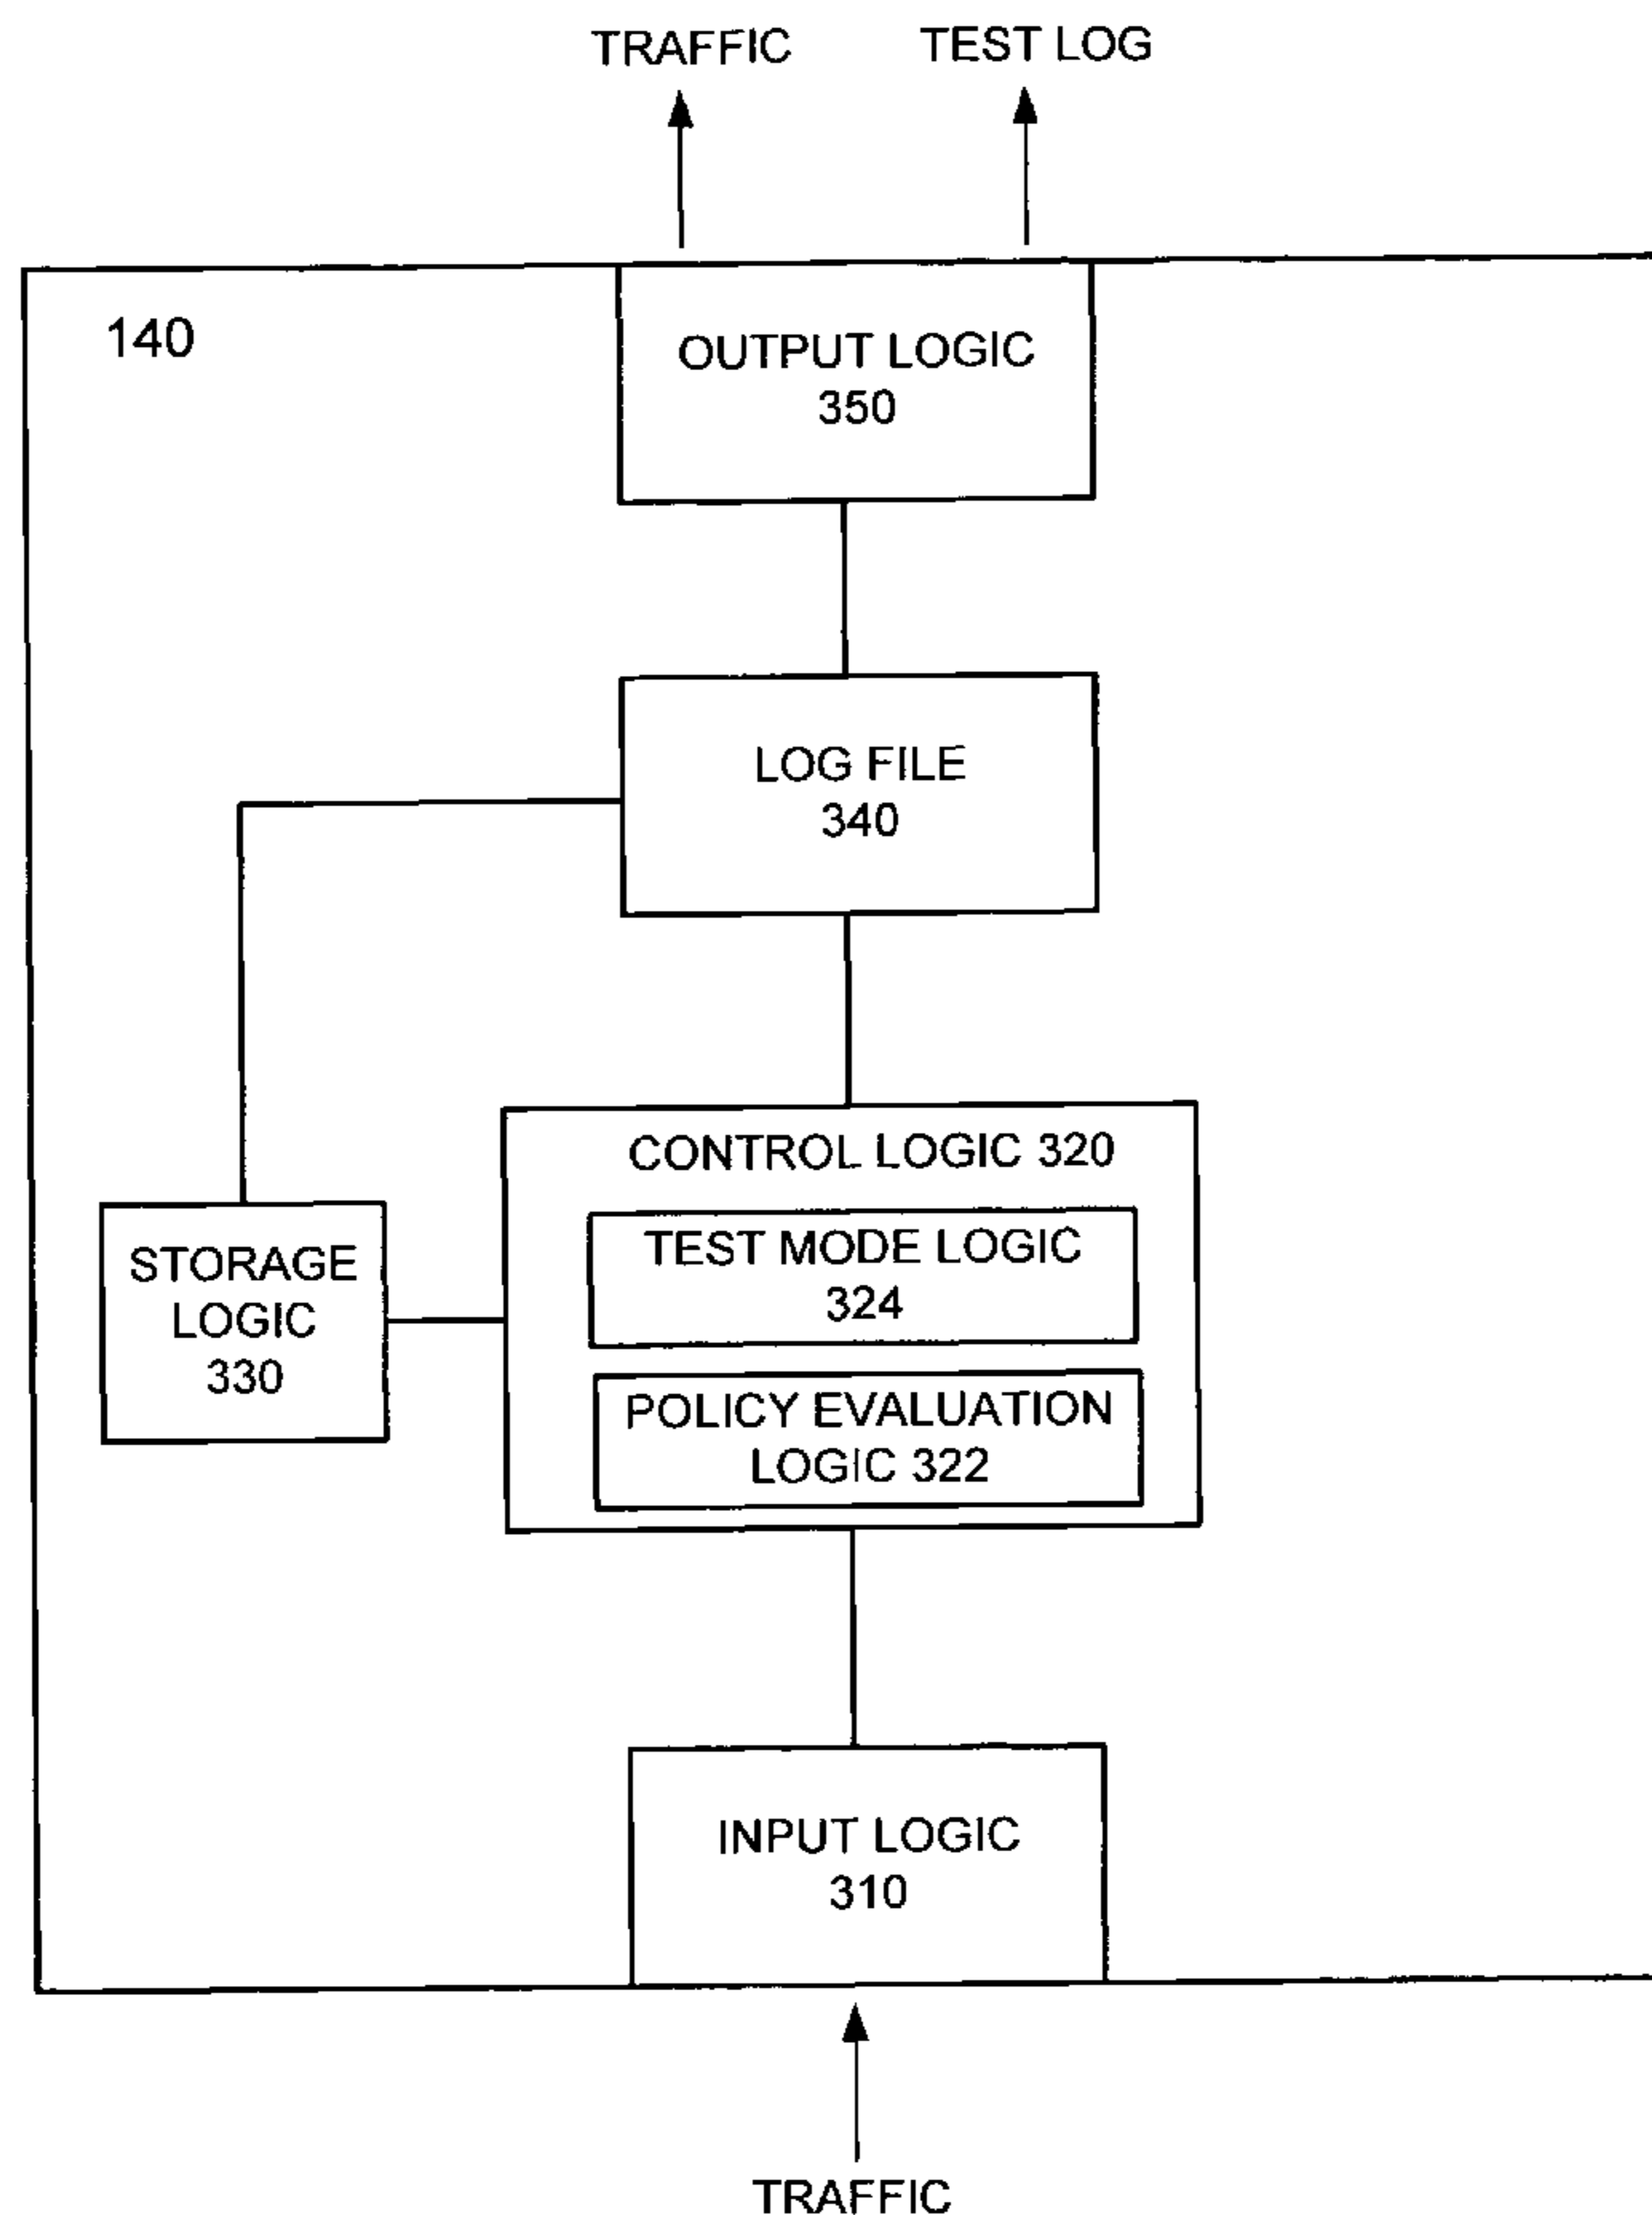 TRAFFIC
TEST LOG
140
OUTPUT LOGIC
350
LOG FILE
340
CONTROL LOGIC 320
TEST MODE LOGIC
324
STORAGE
LOGIC
330
POLICY EVALUATION
LOGIC 322
INPUT LOGIC
310
TRAFFIC